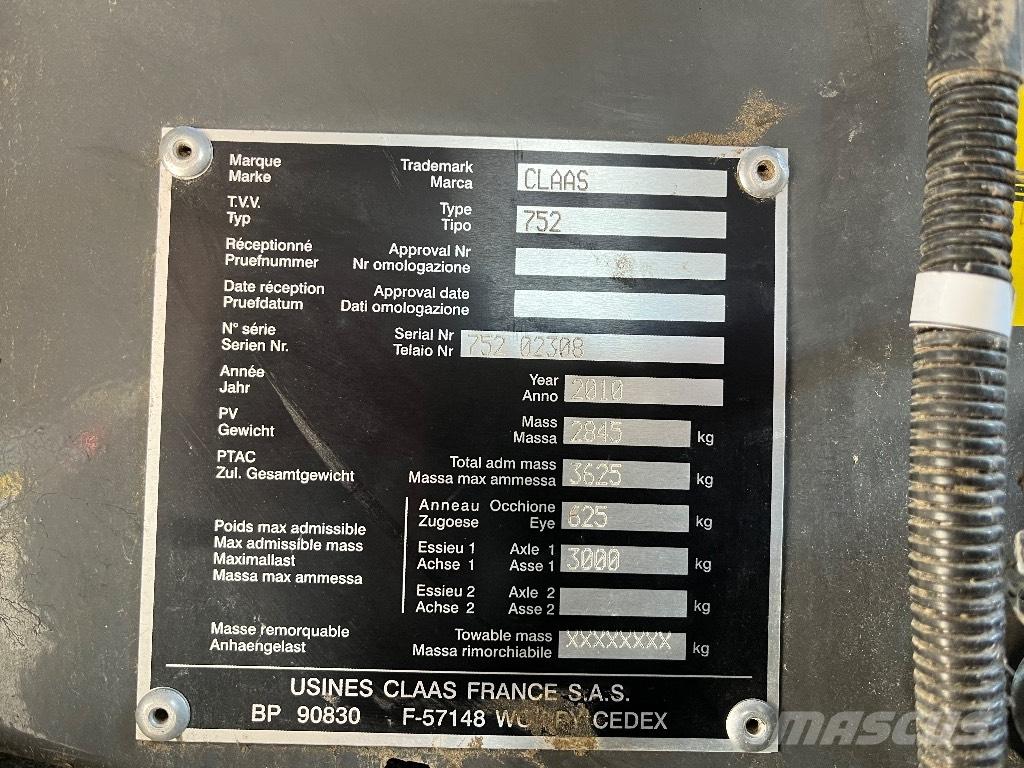 Marque Trademark
Marke Marca CLAAS
T.V.V. Type
Typ Tipo 752
Réceptionné Approval Nr
Pruefnummer Nr omologazione
Date réception Approval date
Pruefdatum Dati omologazione
N° série Serial Nr
Serien Nr. Telaio Nr 752 02308
Année Year
Jahr Anno 2010
PV Mass
Gewicht Massa 2845 kg
PTAC Total adm mass
Zul. Gesamtgewicht Massa max ammessa 3625 kg
Anneau Occhione
Zugoese Eye 625 kg
Poids max admissible
Max admissible mass
Maximallast
Massa max ammessa
Essieu 1 Axle 1
Achse 1 Asse 1 3000 kg
Essieu 2 Axle 2
Achse 2 Asse 2 kg
Masse remorquable Towable mass
Anhaengelast Massa rimorchiabile XXXXXXXX kg
USINES CLAAS FRANCE S.A.S.
BP 90830 F-57148 CEDEX
MASCUS